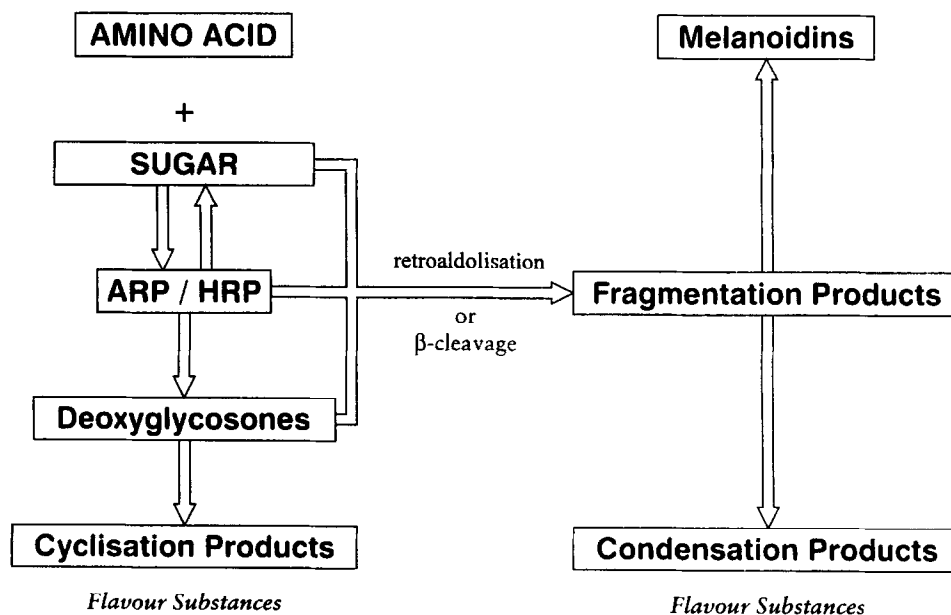 AMINO ACID
+
SUGAR
ARP / HRP
Deoxyglycosones
Cyclisation Products
Flavour Substances
retroaldolisation
or
β-cleavage
Melanoidins
Fragmentation Products
Condensation Products
Flavour Substances